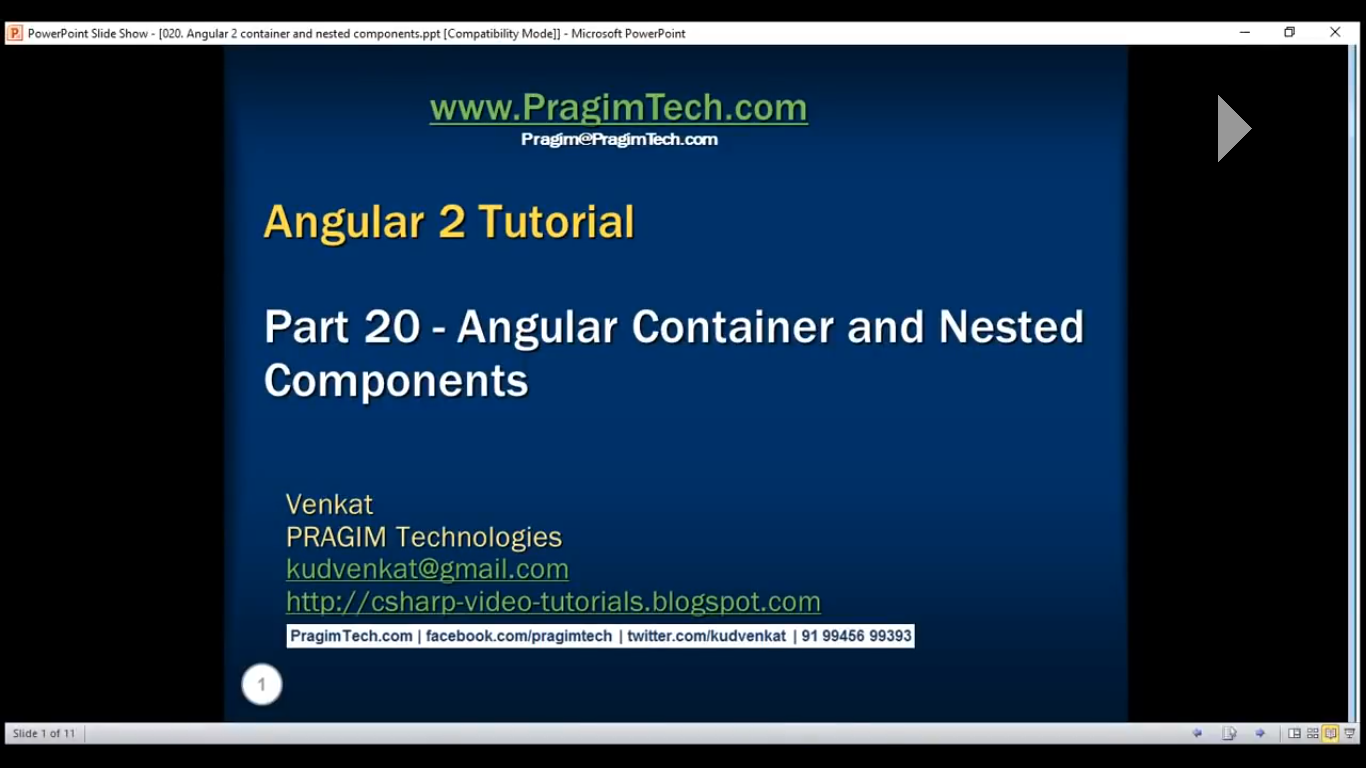 PowerPoint Slide Show - [020. Angular 2 container and nested components.ppt [Compatibility Mode]] - Microsoft PowerPoint
www.PragimTech.com
Pragim@PragimTech.com
Angular 2 Tutorial
Part 20 - Angular Container and Nested
Components
Venkat
PRAGIM Technologies
kudvenkat@gmail.com
http://csharp-video-tutorials.blogspot.com
PragimTech.com | facebook.com/pragimtech | twitter.com/kudvenkat | 91 99456 99393
1
Slide 1 of 11